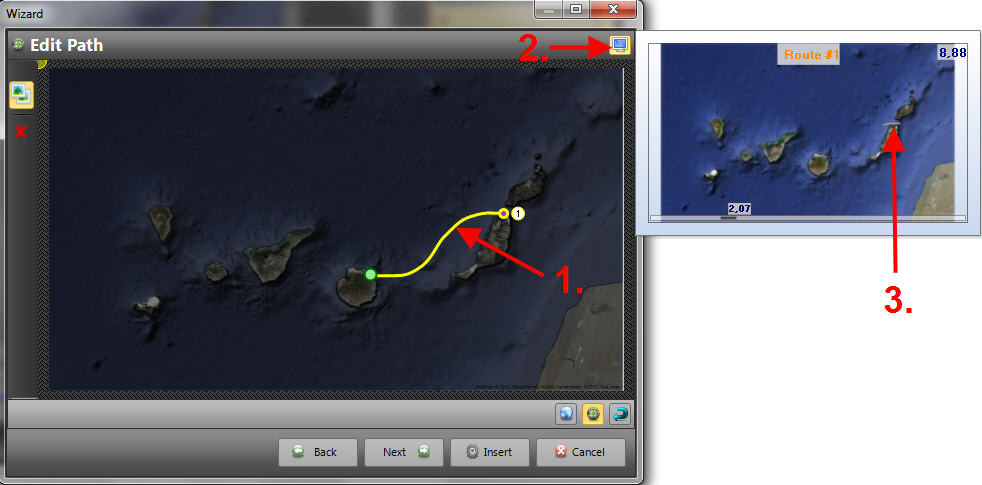 Wizard
Edit Path
2.
Route #1
8,88
1
1.
2,07
3.
Back
Next
Insert
Cancel